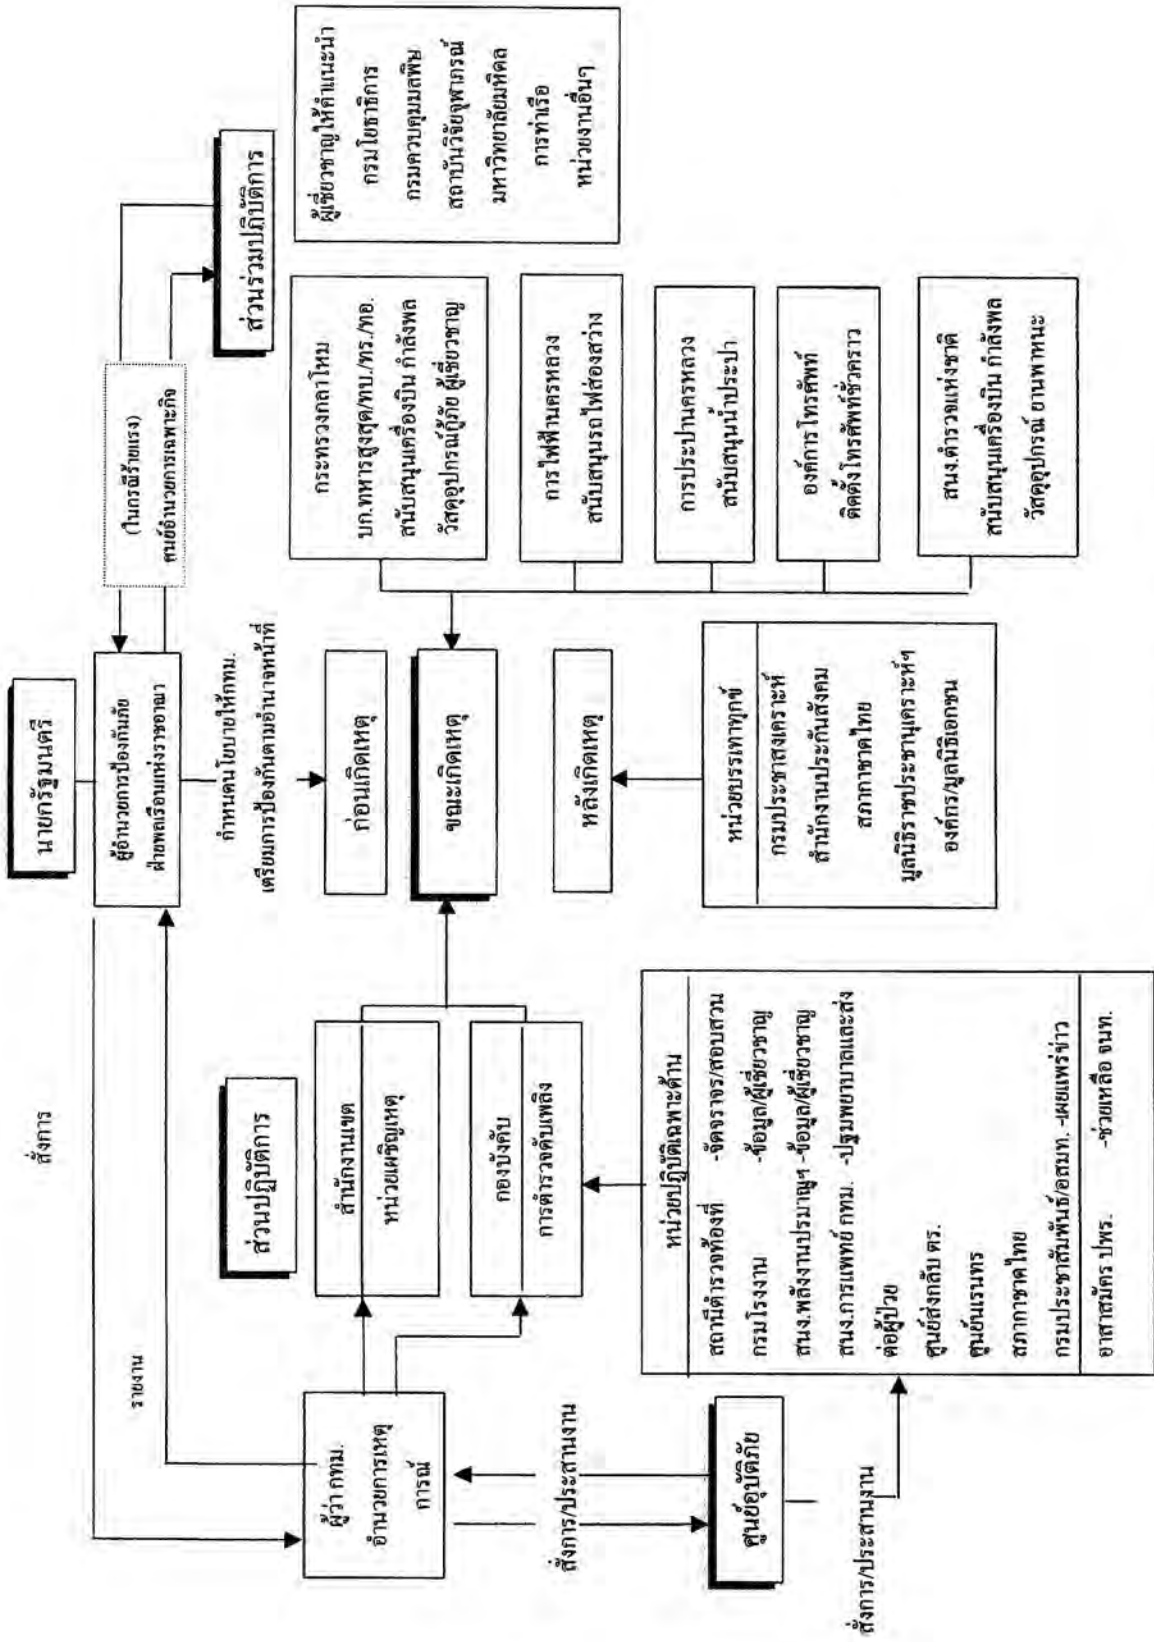 นายกรัฐมนตรี
ผู้อำนวยการป้องกันภัย
ฝ่ายพลเรือนแห่งราชอาณา
(ในกรณีร้ายแรง)
ศูนย์อำนวยการเฉพาะกิจ
ส่วนร่วมปฏิบัติการ
สั่งการ
รายงาน
กำหนดนโยบายให้กทม.
เตรียมการป้องกันตามอำนาจหน้าที่
ผู้เชี่ยวชาญให้คำแนะนำ
กรมโยธาธิการ
กรมควบคุมมลพิษ
สถาบันวิจัยจุฬาภรณ์
มหาวิทยาลัยมหิดล
การท่าเรือ
หน่วยงานอื่นๆ
ส่วนปฏิบัติการ
ผู้ว่า กทม.
อำนวยการเหตุ
การณ์
สำนักงานเขต
หน่วยเผชิญเหตุ
กองบังคับ
การตำรวจดับเพลิง
ก่อนเกิดเหตุ
ขณะเกิดเหตุ
หลังเกิดเหตุ
กระทรวงกลาโหม
บก.ทหารสูงสุด/ทบ./ทร./ทอ.
สนับสนุนเครื่องบิน กำลังพล
วัสดุอุปกรณ์กู้ภัย ผู้เชี่ยวชาญ
การไฟฟ้านครหลวง
สนับสนุนรถไฟส่องสว่าง
การประปานครหลวง
สนับสนุนน้ำประปา
องค์การโทรศัพท์
ติดตั้งโทรศัพท์ชั่วคราว
สนง.ตำรวจแห่งชาติ
สนับสนุนเครื่องบิน กำลังพล
วัสดุอุปกรณ์ ยานพาหนะ
สั่งการ/ประสานงาน
ศูนย์อุบัติภัย
สั่งการ/ประสานงาน
หน่วยปฏิบัติเฉพาะด้าน
สถานีตำรวจท้องที่ -จัดจราจร/สอบสวน
กรมโรงงาน -ข้อมูล/ผู้เชี่ยวชาญ
สนง.พลังงานปรมาณูฯ -ข้อมูล/ผู้เชี่ยวชาญ
สนง.การแพทย์ กทม. -ปฐมพยาบาลและส่ง
ต่อผู้ป่วย
ศูนย์ส่งกลับ ตร.
ศูนย์นเรนทร
สภากาชาดไทย
กรมประชาสัมพันธ์/อสมท. -เผยแพร่ข่าว
อาสาสมัคร ปพร. -ช่วยเหลือ จนท.
หน่วยบรรเทาทุกข์
กรมประชาสงเคราะห์
สำนักงานประกันสังคม
สภากาชาดไทย
มูลนิธิราชประชานุเคราะห์ฯ
องค์กร/มูลนิธิเอกชน